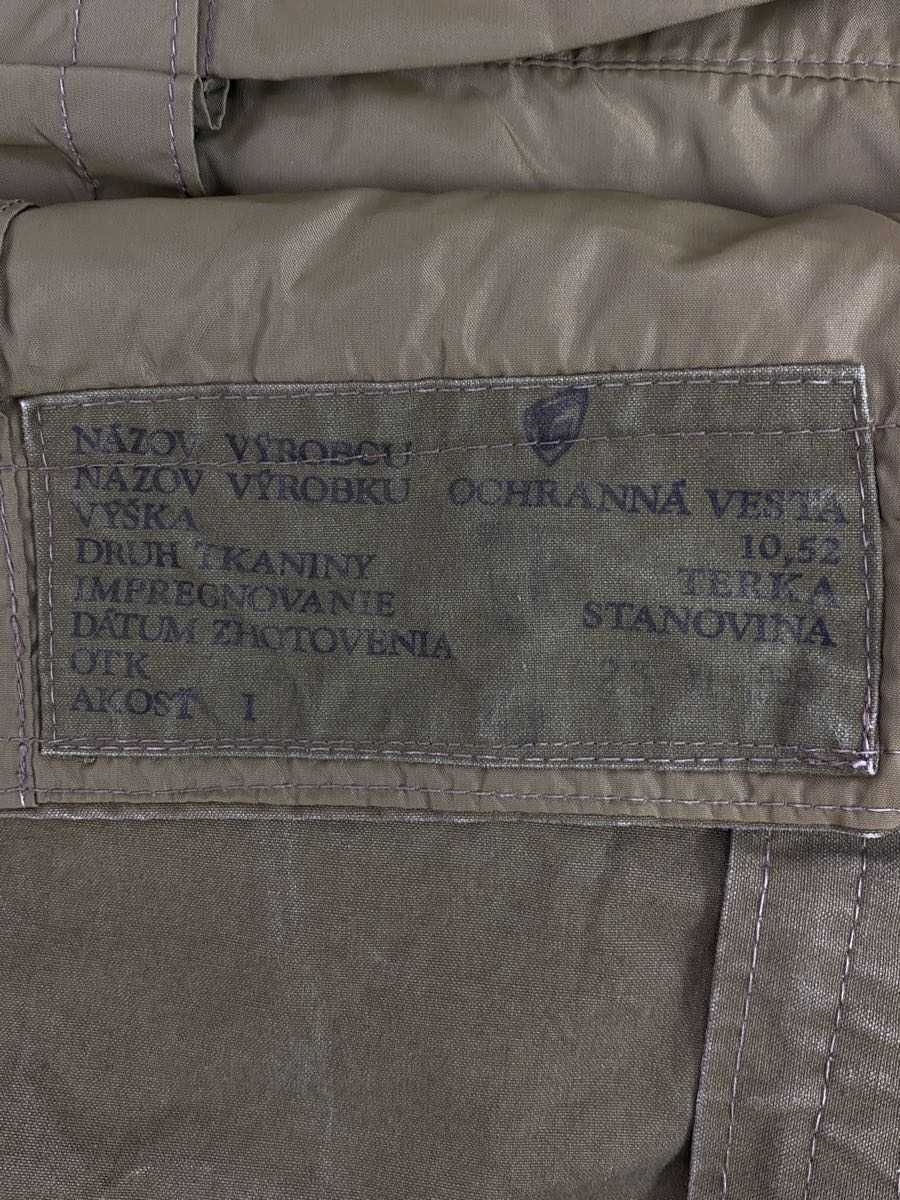 NÁZOV VÝROBCU
NÁZOV VÝROBKU OCHRANNÁ VESTA
VÝŠKA 10,52
DRUH TKANINY TERKA
IMPREGNOVANIE STANOVINA
DÁTUM ZHOTOVENIA
OTK
AKOSŤ I